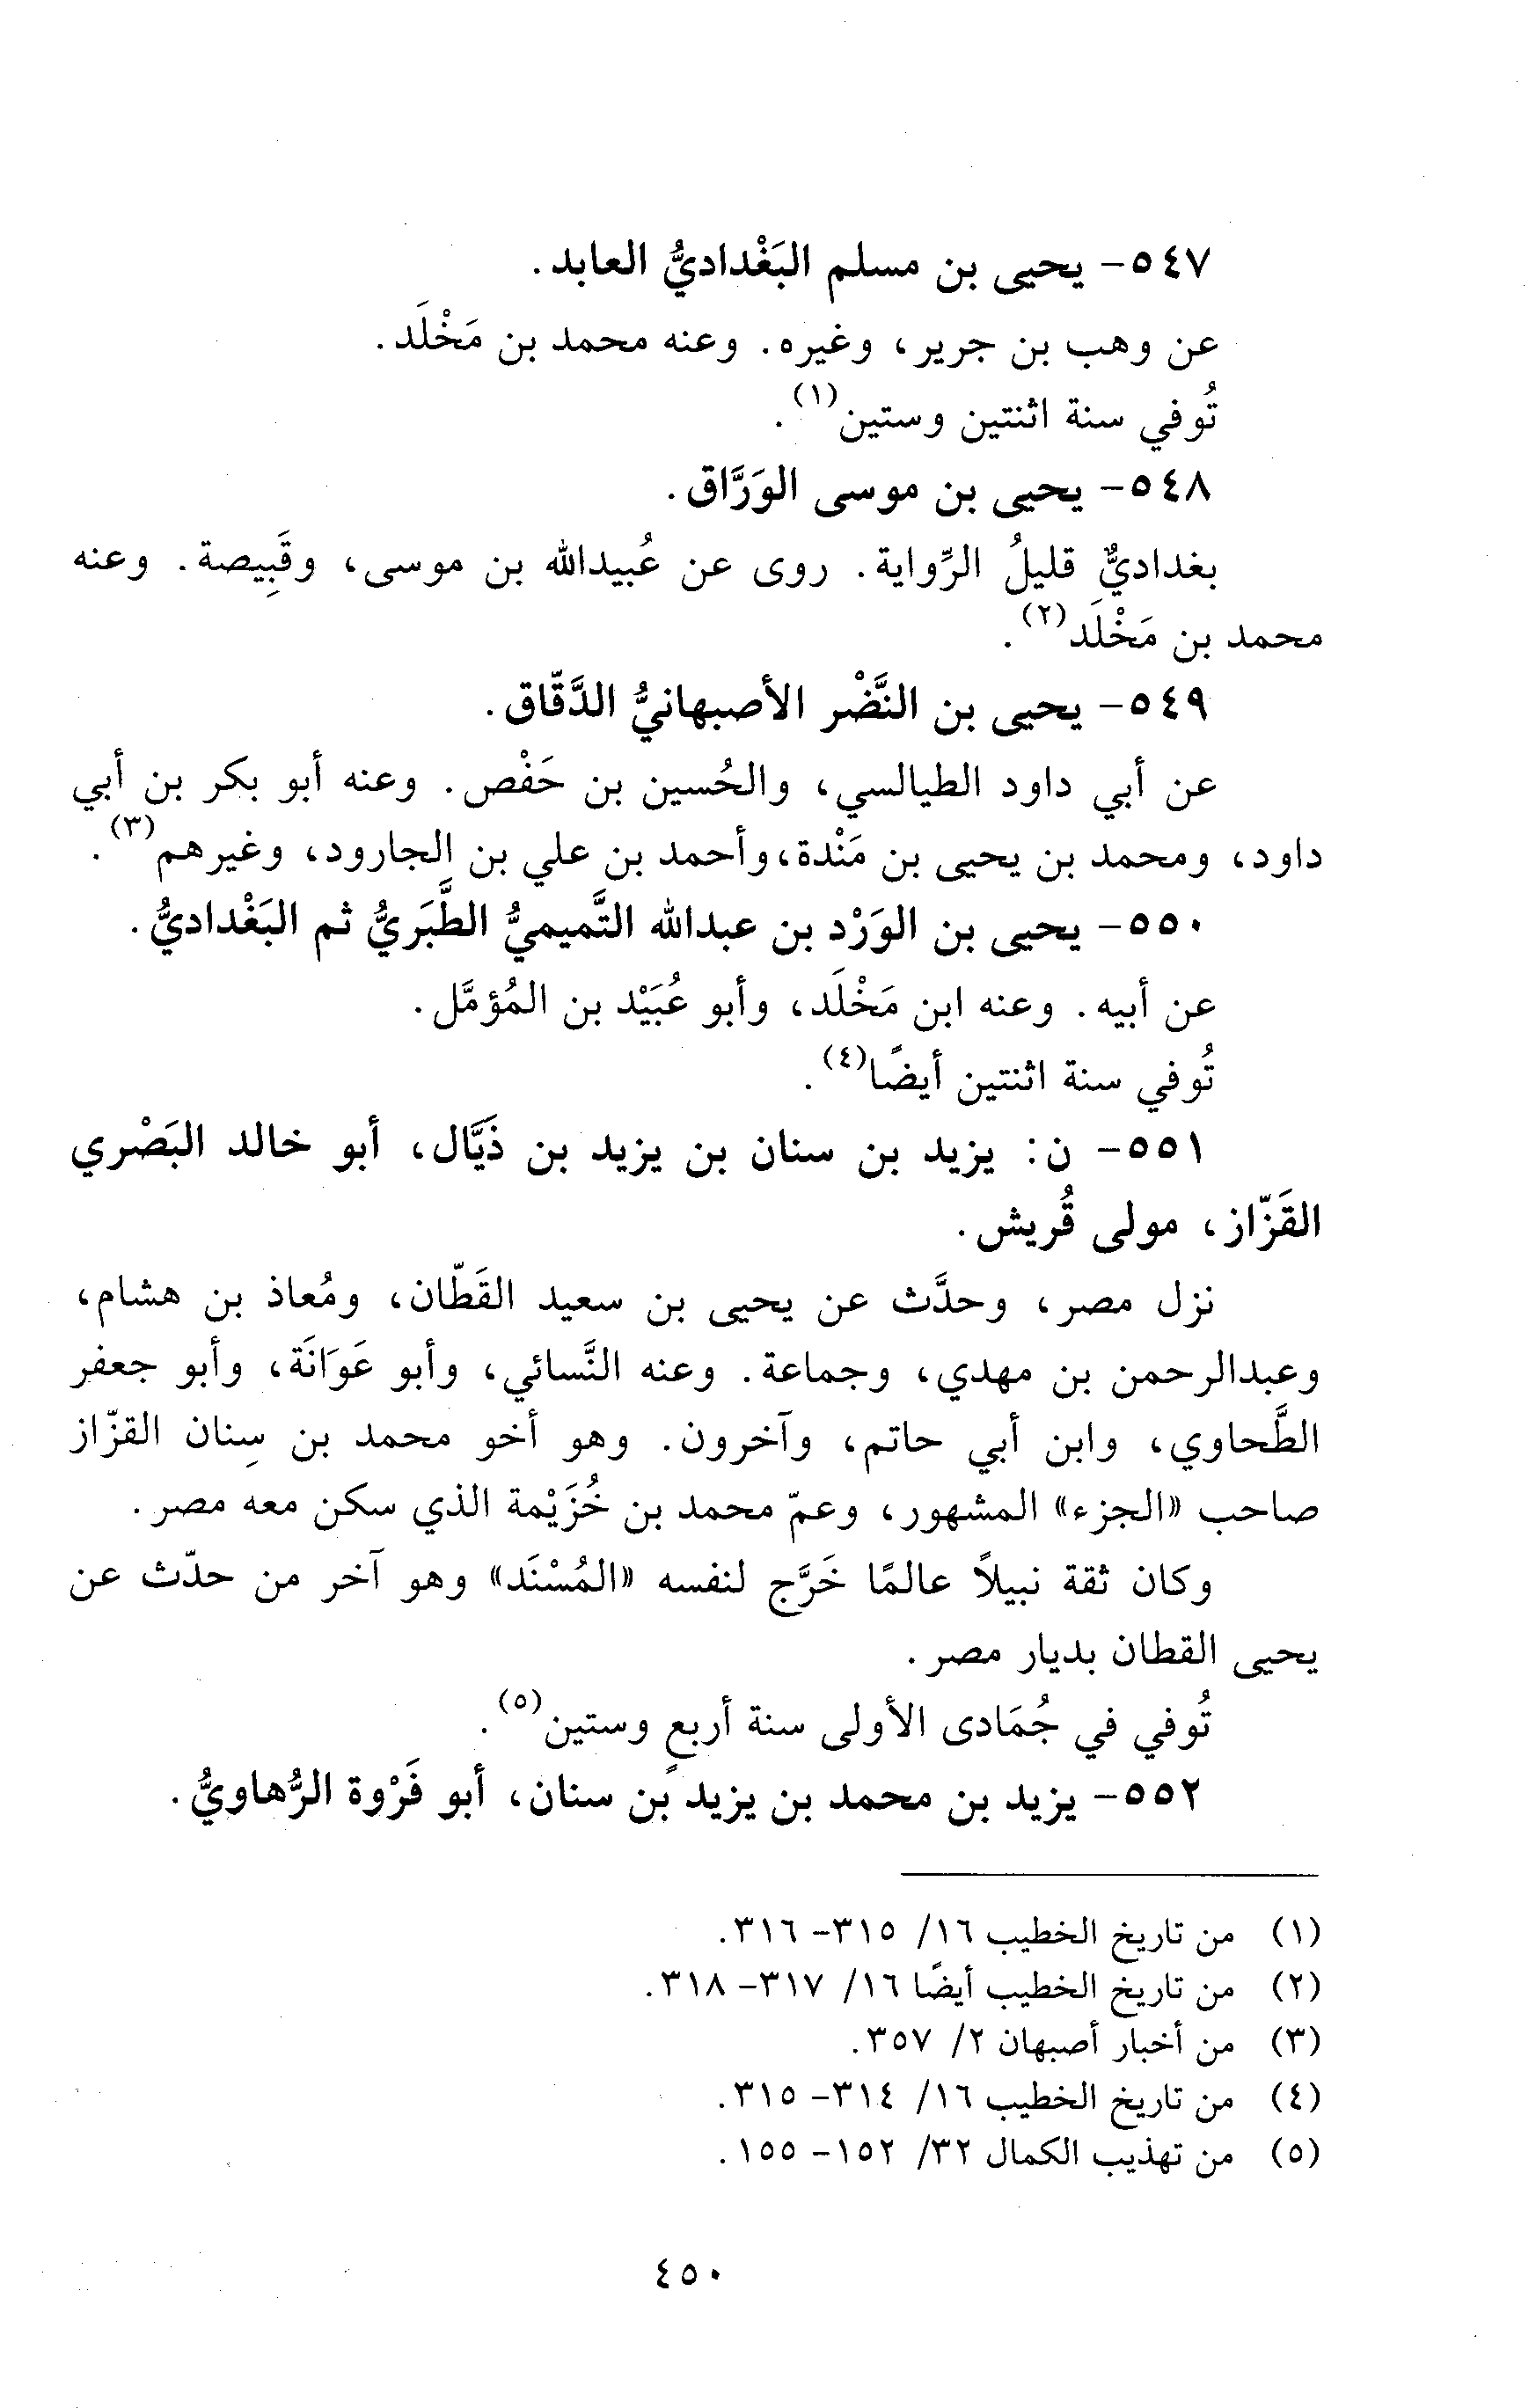 ٥٤٧- يحيى بن مسلم البَغْداديُّ العابد.
عن وهب بن جرير، وغيره. وعنه محمد بن مَخْلَد.
تُوفي سنة اثنتين وستين(١).
٥٤٨- يحيى بن موسى الوَرَّاق.
بغداديٌّ قليلُ الرِّواية. روى عن عُبيدالله بن موسى، وقَبِيصة. وعنه
محمد بن مَخْلَد(٢).
٥٤٩- يحيى بن النَّضْر الأصبهانيُّ الدَّقّاق.
عن أبي داود الطيالسي، والحُسين بن حَفْص. وعنه أبو بكر بن أبي
داود، ومحمد بن يحيى بن مَنْدة، وأحمد بن علي بن الجارود، وغيرهم(٣).
٥٥٠- يحيى بن الوَرْد بن عبدالله التَّميميُّ الطَّبَريُّ ثم البَغْداديُّ.
عن أبيه. وعنه ابن مَخْلَد، وأبو عُبَيْد بن المُؤمَّل.
تُوفي سنة اثنتين أيضًا(٤).
٥٥١- ن: يزيد بن سنان بن يزيد بن ذَيَّال، أبو خالد البَصْري
القَزّاز، مولى قُريش.
نزل مصر، وحدَّث عن يحيى بن سعيد القَطّان، ومُعاذ بن هشام،
وعبدالرحمن بن مهدي، وجماعة. وعنه النَّسائي، وأبو عَوَانَة، وأبو جعفر
الطَّحاوي، وابن أبي حاتم، وآخرون. وهو أخو محمد بن سِنان القزّاز
صاحب «الجزء» المشهور، وعمّ محمد بن خُزَيْمة الذي سكن معه مصر.
وكان ثقة نبيلاً عالمًا خَرَّج لنفسه «المُسْنَد» وهو آخر من حدّث عن
يحيى القطان بديار مصر.
تُوفي في جُمَادى الأولى سنة أربعٍ وستين(٥).
٥٥٢- يزيد بن محمد بن يزيد بن سنان، أبو فَرْوة الرُّهاويُّ.
(١) من تاريخ الخطيب ١٦/ ٣١٥- ٣١٦.
(٢) من تاريخ الخطيب أيضًا ١٦/ ٣١٧- ٣١٨.
(٣) من أخبار أصبهان ٢/ ٣٥٧.
(٤) من تاريخ الخطيب ١٦/ ٣١٤- ٣١٥.
(٥) من تهذيب الكمال ٣٢/ ١٥٢- ١٥٥.
٤٥٠